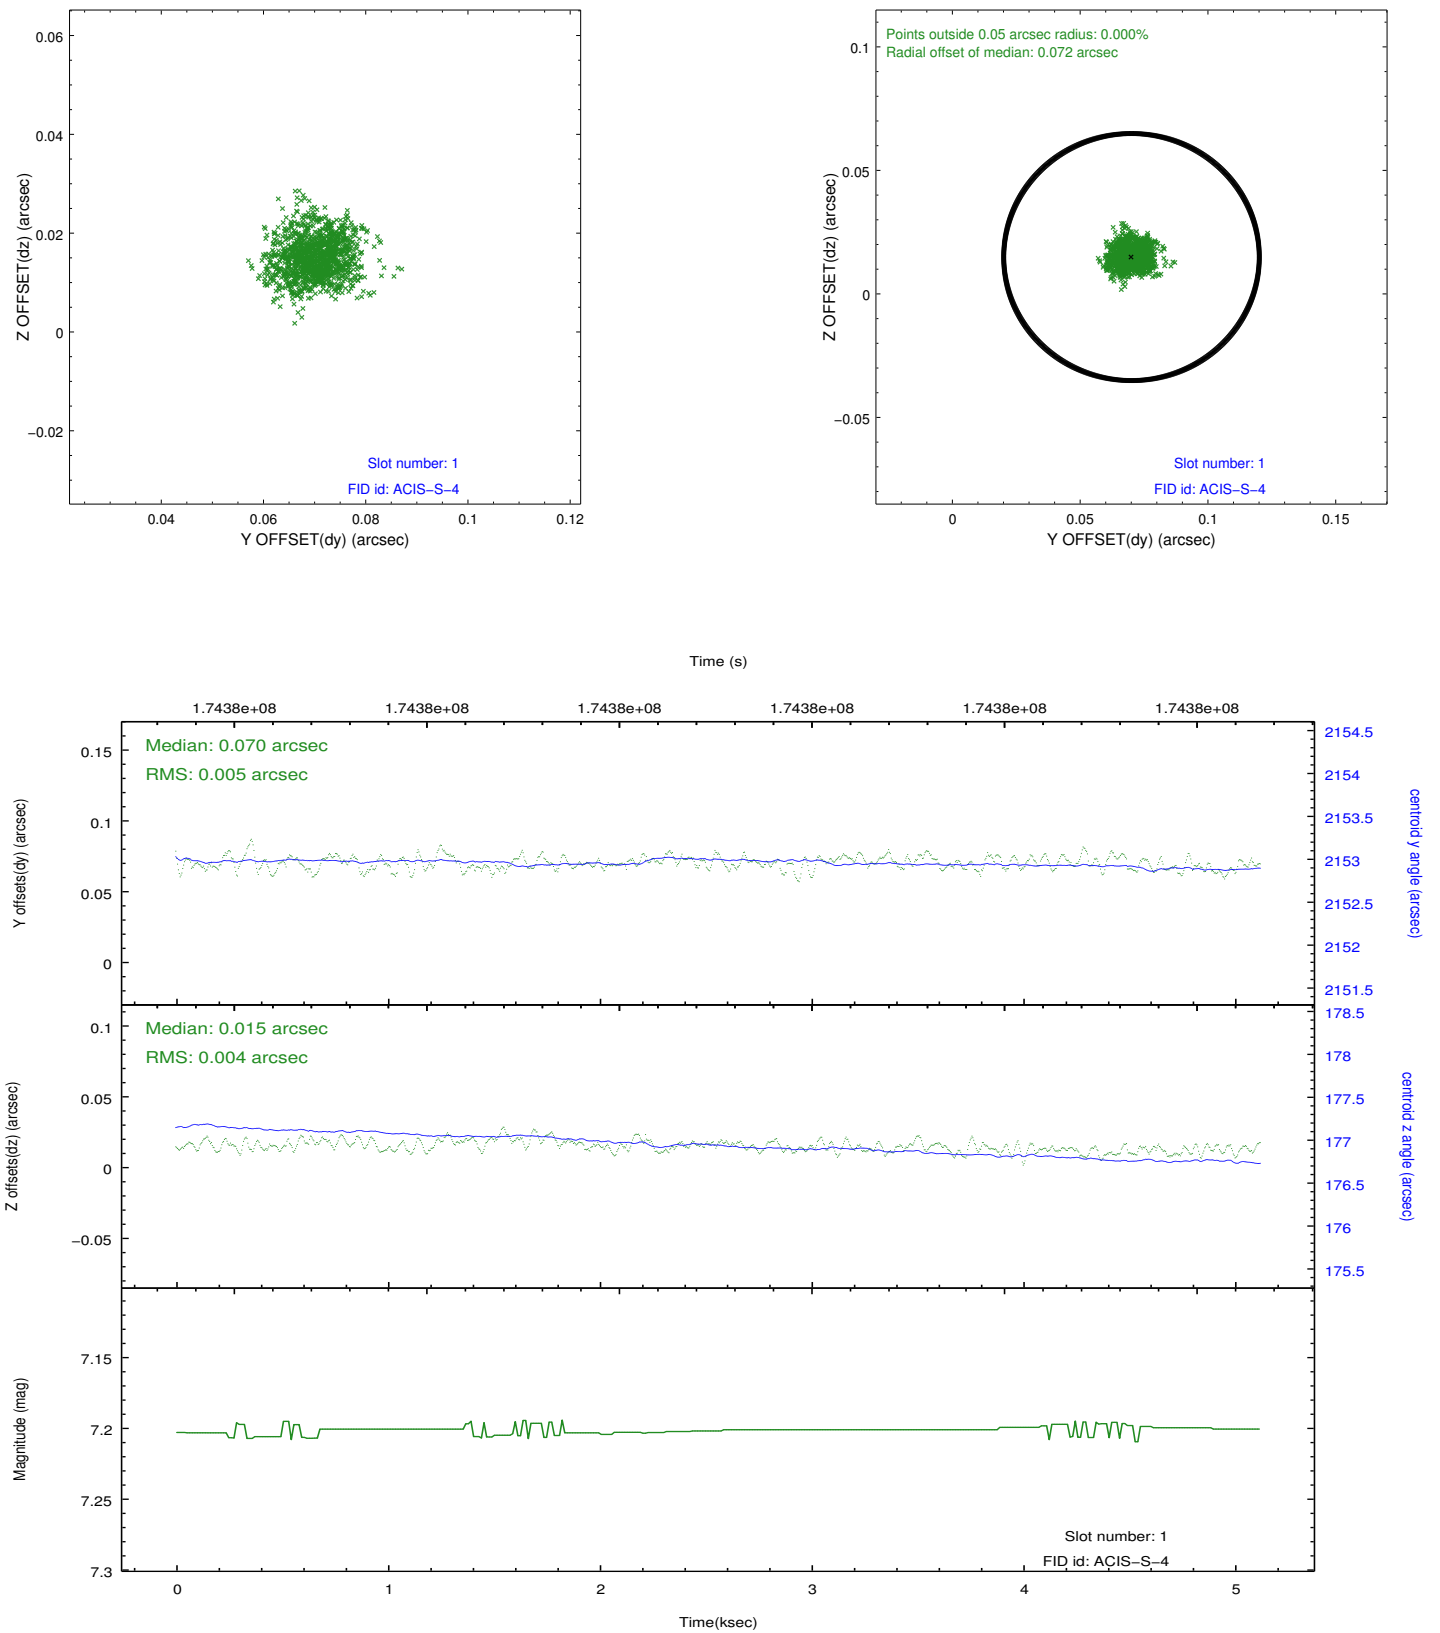 0.06
0.04
0.02
0
−0.02
Z OFFSET(dz) (arcsec)
Slot number: 1
FID id: ACIS−S−4
0.04 0.06 0.08 0.1 0.12
Y OFFSET(dy) (arcsec)
Points outside 0.05 arcsec radius: 0.000%
Radial offset of median: 0.072 arcsec
0.1
0.05
0
−0.05
Z OFFSET(dz) (arcsec)
Slot number: 1
FID id: ACIS−S−4
0 0.05 0.1 0.15
Y OFFSET(dy) (arcsec)
Time (s)
1.7438e+08 1.7438e+08 1.7438e+08 1.7438e+08 1.7438e+08 1.7438e+08
Median: 0.070 arcsec
RMS: 0.005 arcsec
0.15
0.1
0.05
0
Y offsets(dy) (arcsec)
2154.5
2154
2153.5
2153
2152.5
2152
2151.5
centroid y angle (arcsec)
Median: 0.015 arcsec
RMS: 0.004 arcsec
0.1
0.05
0
−0.05
Z offsets(dz) (arcsec)
178.5
178
177.5
177
176.5
176
175.5
centroid z angle (arcsec)
7.15
7.2
7.25
7.3
Magnitude (mag)
Slot number: 1
FID id: ACIS−S−4
0 1 2 3 4 5
Time(ksec)